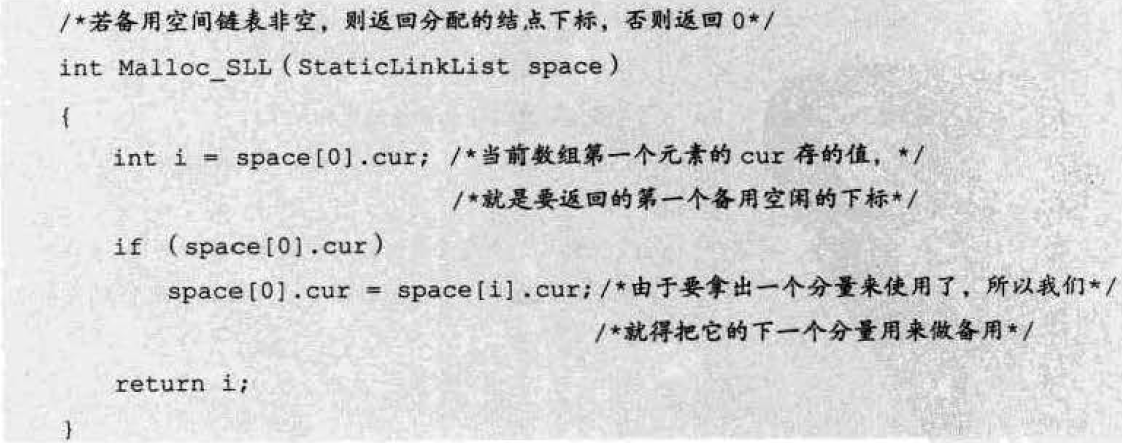 /*若备用空间链表非空，则返回分配的结点下标，否则返回 0*/
int Malloc_SLL(StaticLinkList space)
{
int i = space[0].cur; /*当前数组第一个元素的 cur 存的值，*/
/*就是要返回的第一个备用空闲的下标*/
if (space[0].cur)
space[0].cur = space[i].cur; /*由于要拿出一个分量来使用了，所以我们*/
/*就得把它的下一个分量用来做备用*/
return i;
}